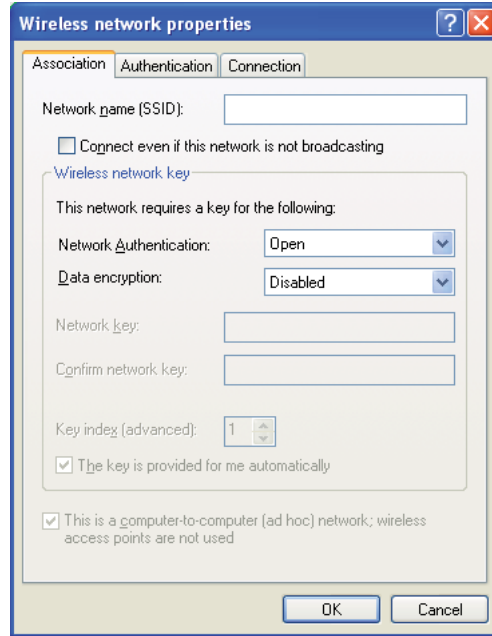 Wireless network properties
Association Authentication Connection
Network name (SSID):
Connect even if this network is not broadcasting
Wireless network key
This network requires a key for the following:
Network Authentication: Open
Data encryption: Disabled
Network key:
Confirm network key:
Key index (advanced): 1
The key is provided for me automatically
This is a computer-to-computer (ad hoc) network; wireless
access points are not used
OK Cancel